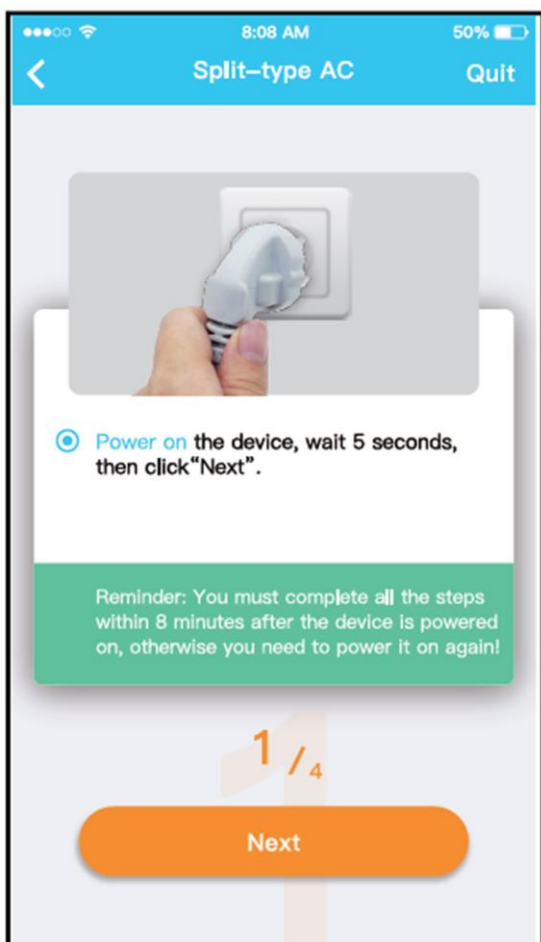 8:08 AM
50%
Split-type AC
Quit
Power on the device, wait 5 seconds,
then click“Next”.
Reminder: You must complete all the steps
within 8 minutes after the device is powered
on, otherwise you need to power it on again!
1
1 / 4
Next